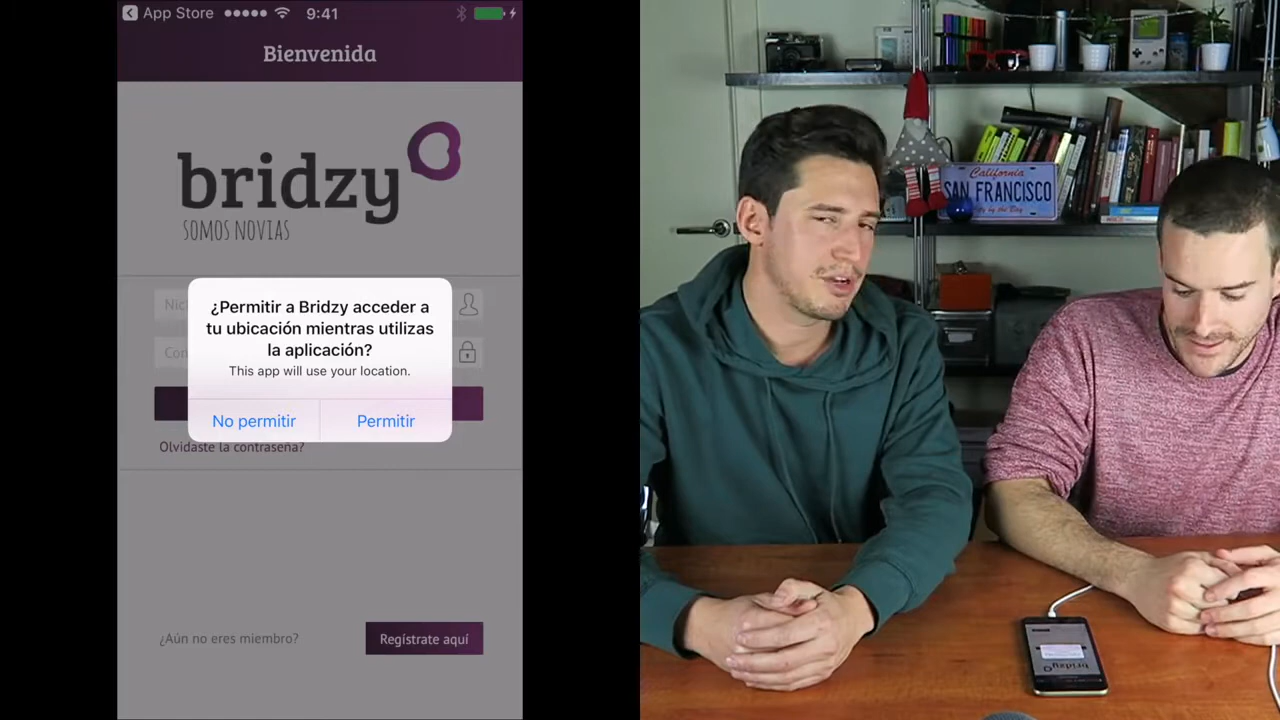 App Store
9:41
Bienvenida
bridzy
SOMOS NOVIAS
¿Permitir a Bridzy acceder a
tu ubicación mientras utilizas
la aplicación?
This app will use your location.
No permitir
Permitir
Olvidaste la contraseña?
¿Aún no eres miembro?
Regístrate aquí
California
SAN FRANCISCO
bridzy